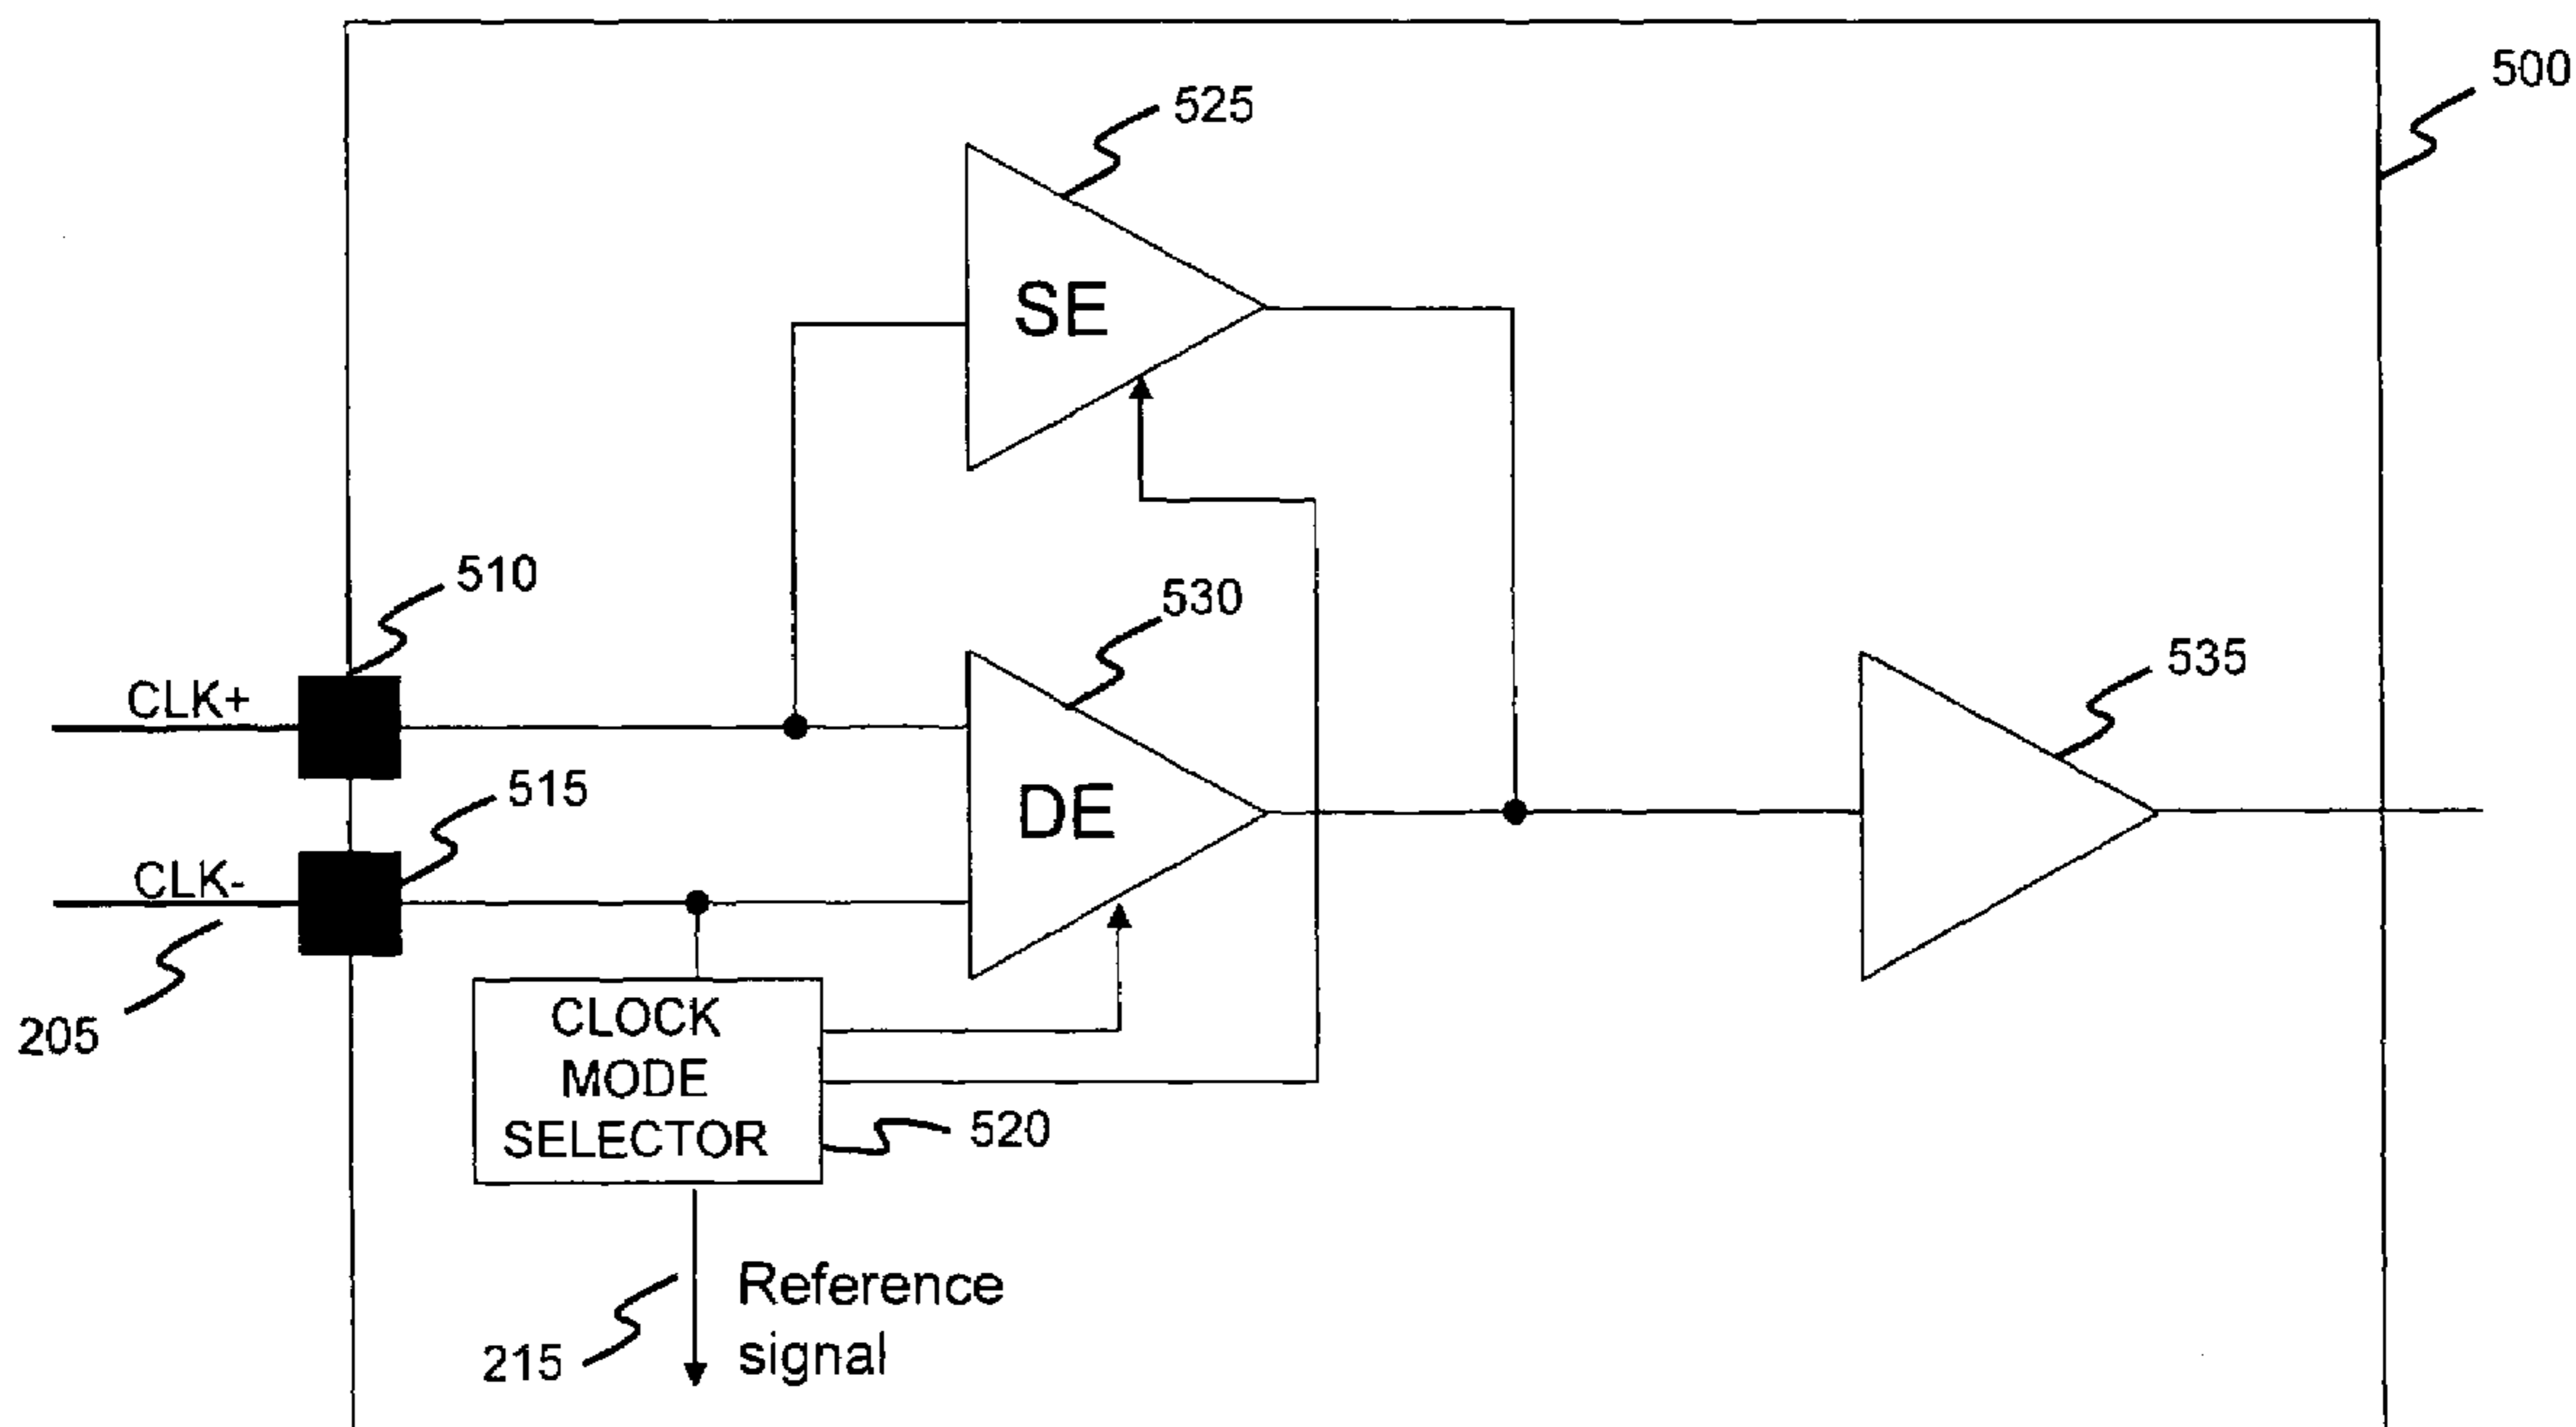 500
525
SE
510
530
535
CLK+
515
DE
CLK-
205
CLOCK
MODE
SELECTOR
520
Reference
signal
215